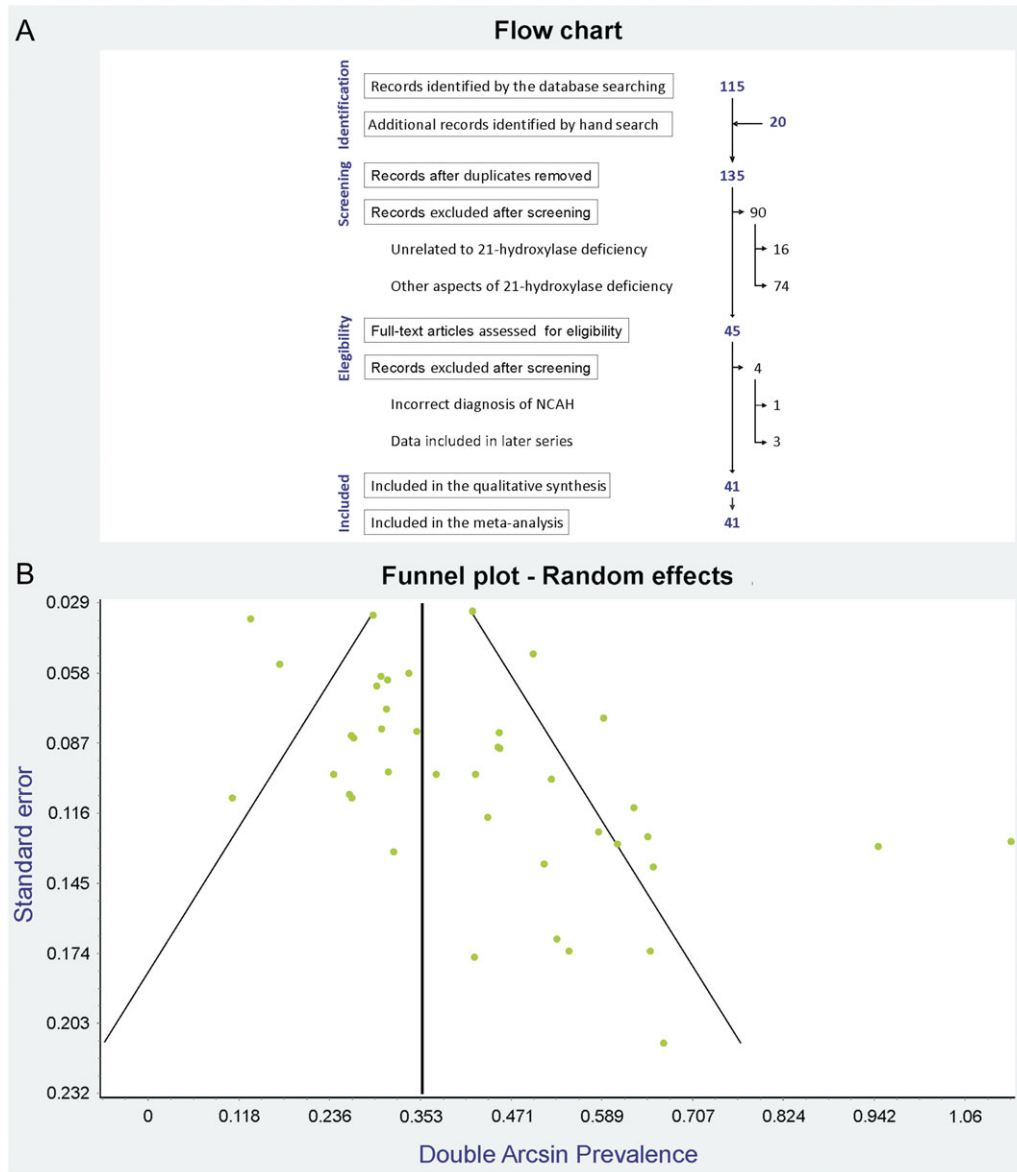 A
Flow chart
Identification
Records identified by the database searching 115
Additional records identified by hand search 20
Screening
Records after duplicates removed 135
Records excluded after screening 90
Unrelated to 21-hydroxylase deficiency 16
Other aspects of 21-hydroxylase deficiency 74
Elegibility
Full-text articles assessed for eligibility 45
Records excluded after screening 4
Incorrect diagnosis of NCAH 1
Data included in later series 3
Included
Included in the qualitative synthesis 41
Included in the meta-analysis 41
B
Funnel plot - Random effects
Standard error
0.029
0.058
0.087
0.116
0.145
0.174
0.203
0.232
0 0.118 0.236 0.353 0.471 0.589 0.707 0.824 0.942 1.06
Double Arcsin Prevalence